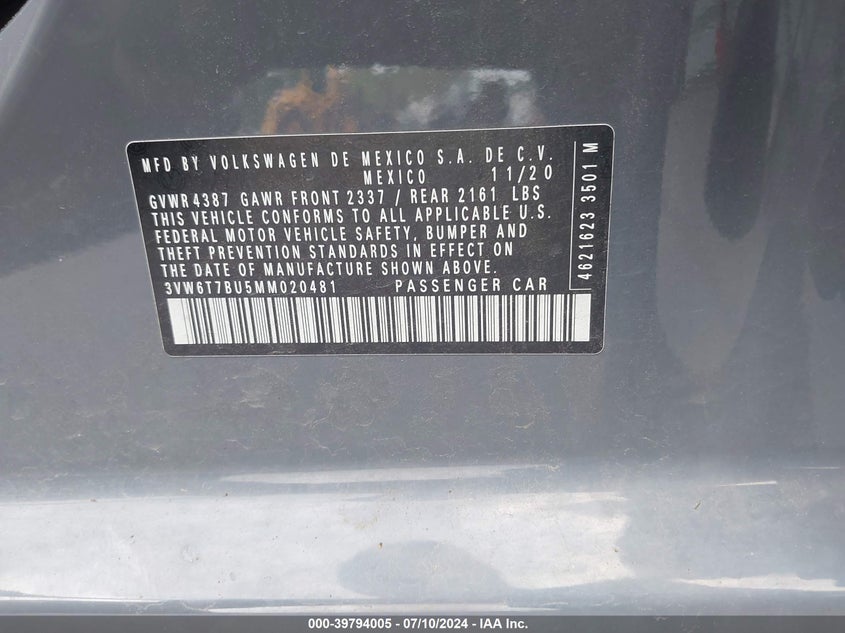 MFD BY VOLKSWAGEN DE MEXICO S.A. DE C.V.
MEXICO 11/20
GVWR 4387 GAWR FRONT 2337 / REAR 2161 LBS
THIS VEHICLE CONFORMS TO ALL APPLICABLE U.S.
FEDERAL MOTOR VEHICLE SAFETY, BUMPER AND
THEFT PREVENTION STANDARDS IN EFFECT ON
THE DATE OF MANUFACTURE SHOWN ABOVE.
3VW6T7BU5MM020481 PASSENGER CAR
4621623 3501 M
000-39794005 - 07/10/2024 - IAA Inc.